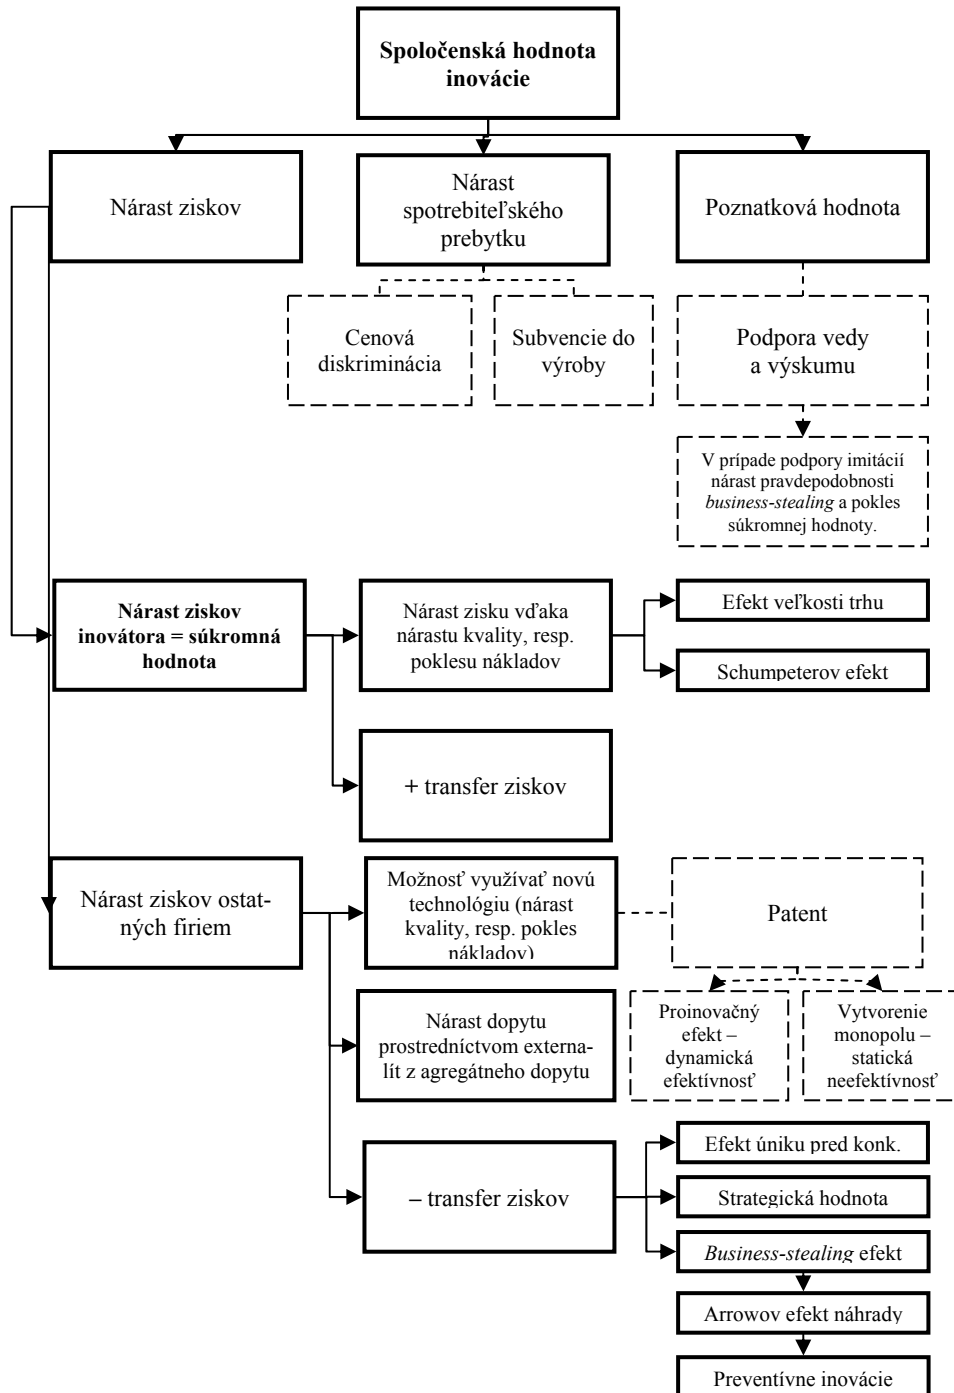 Spoločenská hodnota
inovácie
Nárast ziskov
Nárast
spotrebiteľského
prebytku
Poznatková hodnota
Cenová
diskriminácia
Subvencie do
výroby
Podpora vedy
a výskumu
V prípade podpory imitácií
nárast pravdepodobnosti
business-stealing a pokles
súkromnej hodnoty.
Nárast ziskov
inovátora = súkromná
hodnota
Nárast zisku vďaka
nárastu kvality, resp.
poklesu nákladov
Efekt veľkosti trhu
Schumpeterov efekt
+ transfer ziskov
Nárast ziskov ostat-
ných firiem
Možnosť využívať novú
technológiu (nárast
kvality, resp. pokles
nákladov)
Patent
Proinovačný
efekt –
dynamická
efektívnosť
Vytvorenie
monopolu –
statická
neefektívnosť
Nárast dopytu
prostredníctvom externa-
lít z agregátneho dopytu
– transfer ziskov
Efekt úniku pred konk.
Strategická hodnota
Business-stealing efekt
Arrowov efekt náhrady
Preventívne inovácie